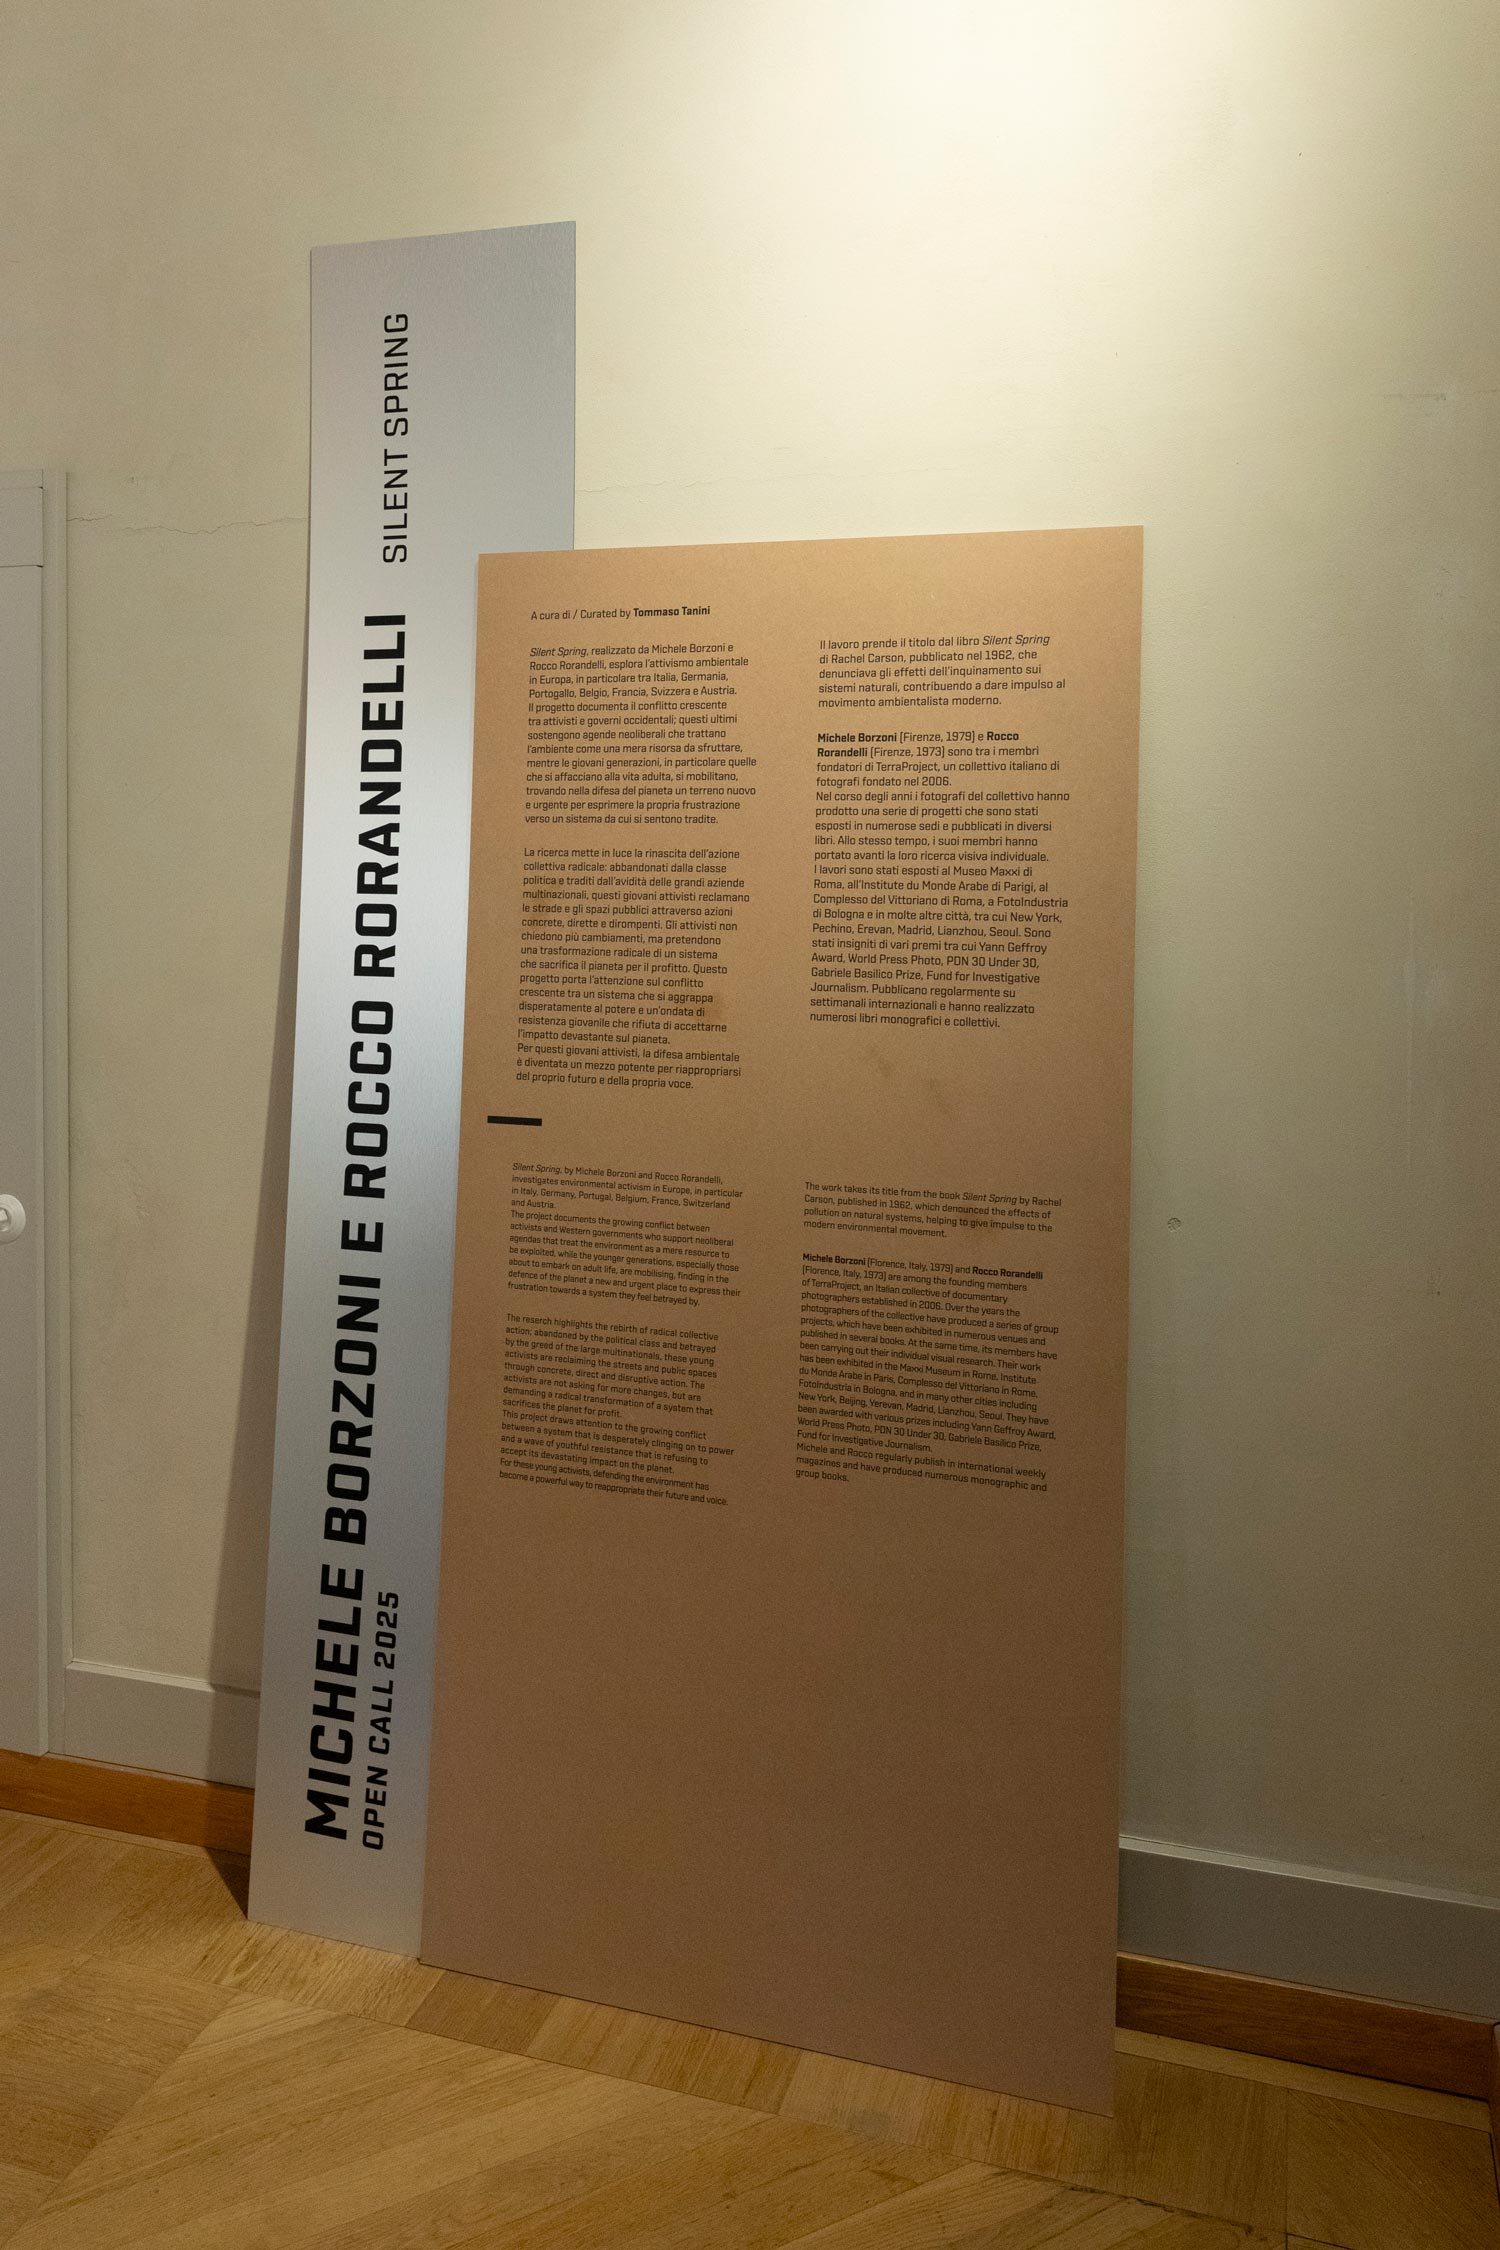 SILENT SPRING
MICHELE BORZONI E ROCCO RORANDELLI
OPEN CALL 2025
A cura di / Curated by Tommaso Tanini
Silent Spring, realizzato da Michele Borzoni e
Rocco Rorandelli, esplora l'attivismo ambientale
in Europa, in particolare tra Italia, Germania,
Portogallo, Belgio, Francia, Svizzera e Austria.
Il progetto documenta il conflitto crescente
tra attivisti e governi occidentali; questi ultimi
sostengono agende neoliberali che trattano
l'ambiente come una mera risorsa da sfruttare,
mentre le giovani generazioni, in particolare quelle
che si affacciano alla vita adulta, si mobilitano,
trovando nella difesa del pianeta un terreno nuovo
e urgente per esprimere la propria frustrazione
verso un sistema da cui si sentono tradite.
La ricerca mette in luce la rinascita dell'azione
collettiva radicale: abbandonati dalla classe
politica e traditi dall'avidità delle grandi aziende
multinazionali, questi giovani attivisti reclamano
le strade e gli spazi pubblici attraverso azioni
concrete, dirette e dirompenti. Gli attivisti non
chiedono più cambiamenti, ma pretendono
una trasformazione radicale di un sistema
che sacrifica il pianeta per il profitto. Questo
progetto porta l'attenzione sul conflitto
crescente tra un sistema che si aggrappa
disperatamente al potere e un'ondata di
resistenza giovanile che rifiuta di accettarne
l'impatto devastante sul pianeta.
Per questi giovani attivisti, la difesa ambientale
è diventata un mezzo potente per riappropriarsi
del proprio futuro e della propria voce.
Il lavoro prende il titolo dal libro Silent Spring
di Rachel Carson, pubblicato nel 1962, che
denunciava gli effetti dell'inquinamento sui
sistemi naturali, contribuendo a dare impulso al
movimento ambientalista moderno.
Michele Borzoni (Firenze, 1979) e Rocco
Rorandelli (Firenze, 1973) sono tra i membri
fondatori di TerraProject, un collettivo italiano di
fotografi fondato nel 2006.
Nel corso degli anni i fotografi del collettivo hanno
prodotto una serie di progetti che sono stati
esposti in numerose sedi e pubblicati in diversi
libri. Allo stesso tempo, i suoi membri hanno
portato avanti la loro ricerca visiva individuale.
I lavori sono stati esposti al Museo Maxxi di
Roma, all'Institute du Monde Arabe di Parigi, al
Complesso del Vittoriano di Roma, a FotoIndustria
di Bologna e in molte altre città, tra cui New York,
Pechino, Erevan, Madrid, Lianzhou, Seoul. Sono
stati insigniti di vari premi tra cui Yann Geffroy
Award, World Press Photo, PDN 30 Under 30,
Gabriele Basilico Prize, Fund for Investigative
Journalism. Pubblicano regolarmente su
settimanali internazionali e hanno realizzato
numerosi libri monografici e collettivi.
Silent Spring, by Michele Borzoni and Rocco Rorandelli,
investigates environmental activism in Europe, in particular
in Italy, Germany, Portugal, Belgium, France, Switzerland
and Austria.
The project documents the growing conflict between
activists and Western governments who support neoliberal
agendas that treat the environment as a mere resource to
be exploited, while the younger generations, especially those
about to embark on adult life, are mobilising, finding in the
defence of the planet a new and urgent place to express their
frustration towards a system they feel betrayed by.
The reserch highlights the rebirth of radical collective
action: abandoned by the political class and betrayed
by the greed of the large multinationals, these young
activists are reclaiming the streets and public spaces
through concrete, direct and disruptive action. The
activists are not asking for more changes, but are
demanding a radical transformation of a system that
sacrifices the planet for profit.
This project draws attention to the growing conflict
between a system that is desperately clinging on to power
and a wave of youthful resistance that is refusing to
accept its devastating impact on the planet.
For these young activists, defending the environment has
become a powerful way to reappropriate their future and voice.
The work takes its title from the book Silent Spring by Rachel
Carson, published in 1962, which denounced the effects of
pollution on natural systems, helping to give impulse to the
modern environmental movement.
Michele Borzoni (Florence, Italy, 1979) and Rocco Rorandelli
(Florence, Italy, 1973) are among the founding members
of TerraProject, an Italian collective of documentary
photographers established in 2006. Over the years the
photographers of the collective have produced a series of group
projects, which have been exhibited in numerous venues and
published in several books. At the same time, its members have
been carrying out their individual visual research. Their work
has been exhibited in the Maxxi Museum in Rome, Institute
du Monde Arabe in Paris, Complesso del Vittoriano in Rome,
FotoIndustria in Bologna, and in many other cities including
New York, Beijing, Yerevan, Madrid, Lianzhou, Seoul. They have
been awarded with various prizes including Yann Geffroy Award,
World Press Photo, PDN 30 Under 30, Gabriele Basilico Prize,
Fund for Investigative Journalism.
Michele and Rocco regularly publish in international weekly
magazines and have produced numerous monographic and
group books.